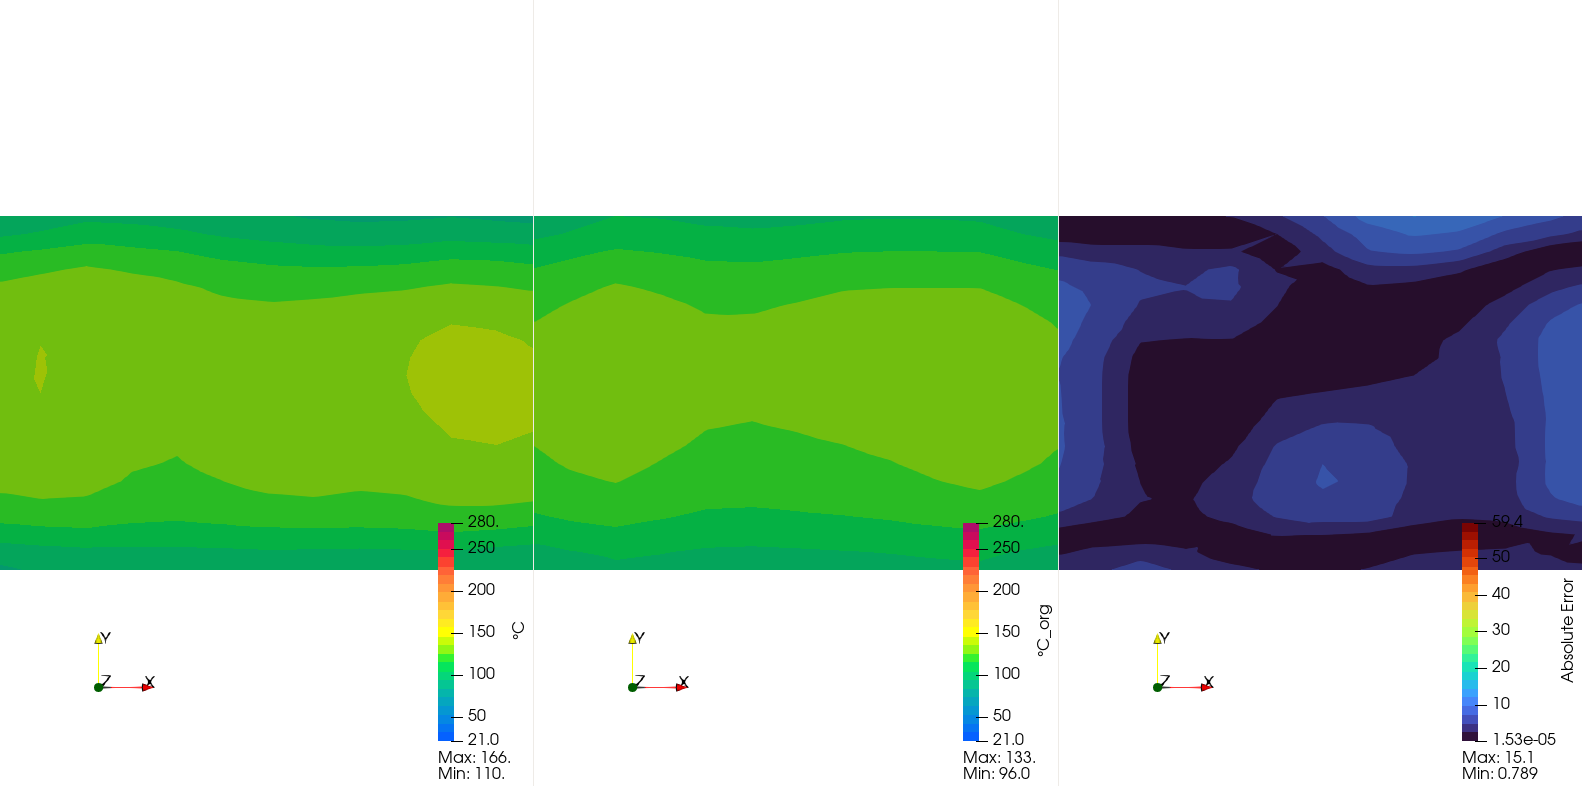 280.
250
200
150
100
50
21.0
°C
Max: 166.
Min: 110.
Y
Z
X
280.
250
200
150
100
50
21.0
°C_org
Max: 133.
Min: 96.0
Y
Z
X
59.4
50
40
30
20
10
1.53e-05
Absolute Error
Max: 15.1
Min: 0.789
Y
Z
X